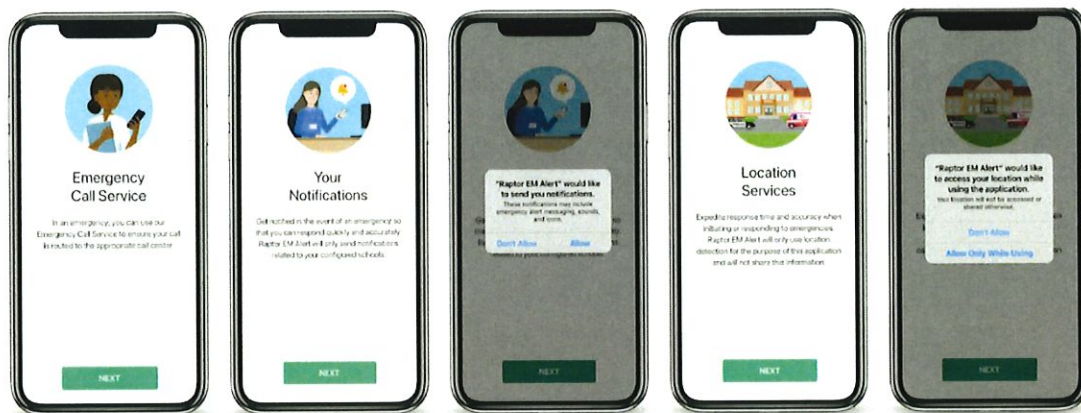 Emergency
Call Service
In an emergency, you can use our
Emergency Call Service to ensure your call
is routed to the appropriate call center
NEXT
Your
Notifications
Get notified in the event of an emergency so
that you can respond quickly and accurately
Raptor EM Alert will only send notifications
related to your configured schools.
NEXT
"Raptor EM Alert" would like
to send you notifications.
These notifications may include
emergency alert messaging, sounds,
and icons.
Don't Allow Allow
NEXT
Location
Services
Expedite response time and accuracy when
initiating or responding to emergencies.
Raptor EM Alert will only use location
detection for the purpose of this application
and will not share this information
NEXT
"Raptor EM Alert" would like
to access your location while
using the application.
Your location will not be accessed or
shared otherwise.
Don't Allow
Allow Only While Using
NEXT